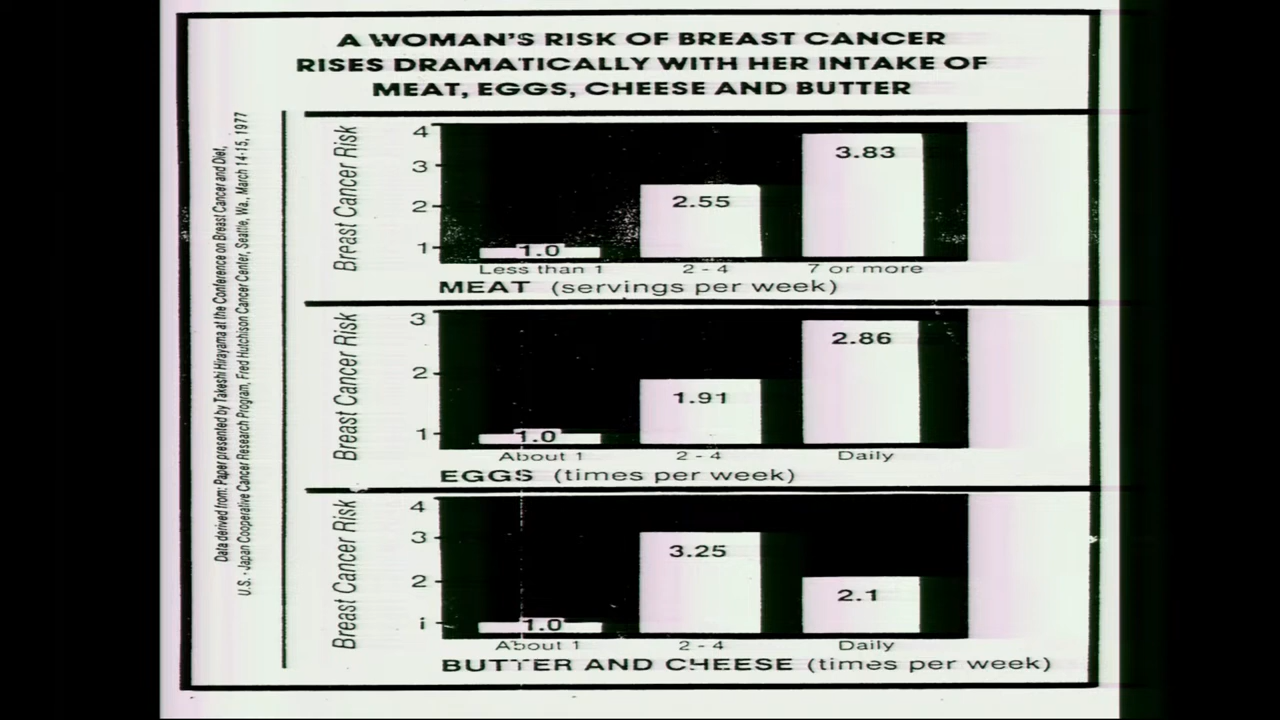 A WOMAN'S RISK OF BREAST CANCER
RISES DRAMATICALLY WITH HER INTAKE OF
MEAT, EGGS, CHEESE AND BUTTER
Data derived from: Paper presented by Takeshi Hirayama at the Conference on Breast Cancer and Diet,
U.S. - Japan Cooperative Cancer Research Program, Fred Hutchison Cancer Center, Seattle, Wa., March 14-15, 1977
Breast Cancer Risk
4
3
2
1
1.0
2.55
3.83
Less than 1
2 - 4
7 or more
MEAT (servings per week)
Breast Cancer Risk
3
2
1
1.0
1.91
2.86
About 1
2 - 4
Daily
EGGS (times per week)
Breast Cancer Risk
4
3
2
1
1.0
3.25
2.1
About 1
2 - 4
Daily
BUTTER AND CHEESE (times per week)